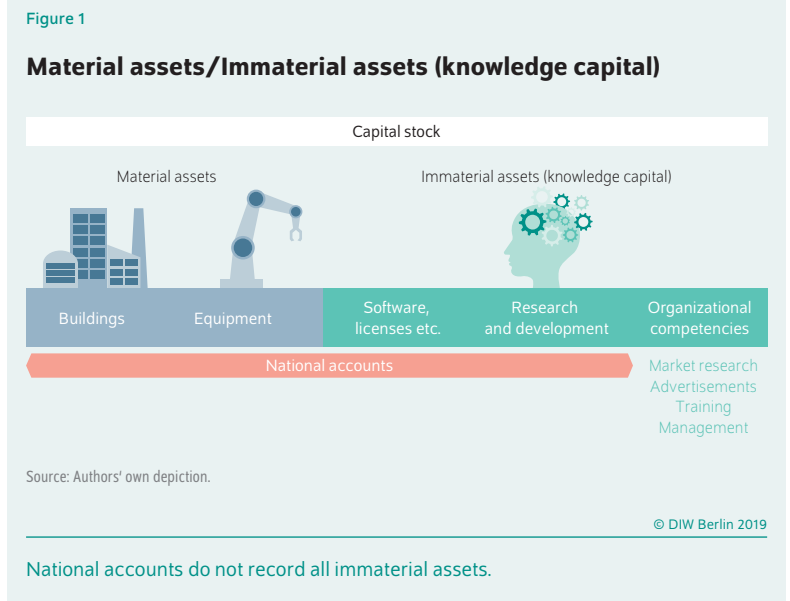 Figure 1
Material assets/Immaterial assets (knowledge capital)
Capital stock
Material assets
Immaterial assets (knowledge capital)
Buildings
Equipment
Software,
licenses etc.
Research
and development
Organizational
competencies
National accounts
Market research
Advertisements
Training
Management
Source: Authors' own depiction.
© DIW Berlin 2019
National accounts do not record all immaterial assets.